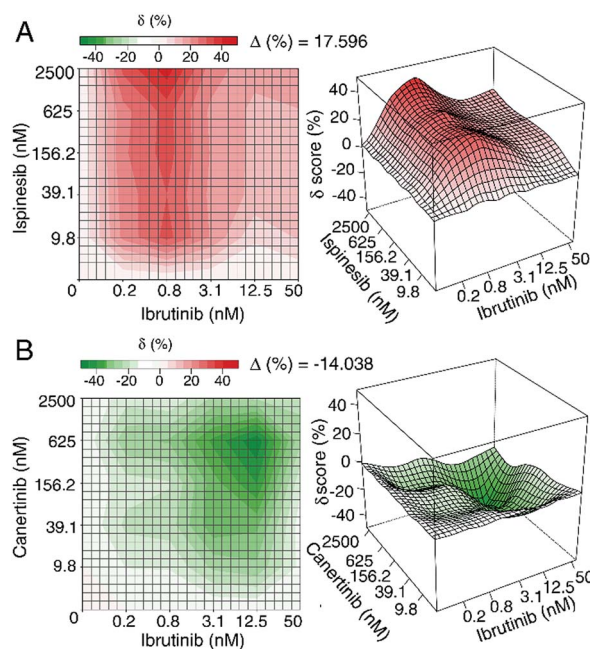 A
δ (%)
-40 -20 0 20 40
Δ (%) = 17.596
2500
625
156.2
39.1
9.8
0
Ispinesib (nM)
0 0.2 0.8 3.1 12.5 50
Ibrutinib (nM)
40
20
0
-20
-40
δ score (%)
2500
625
156.2
39.1
9.8
Ispinesib (nM)
0.2 0.8 3.1 12.5 50
Ibrutinib (nM)
B
δ (%)
-40 -20 0 20 40
Δ (%) = -14.038
2500
625
156.2
39.1
9.8
0
Canertinib (nM)
0 0.2 0.8 3.1 12.5 50
Ibrutinib (nM)
40
20
0
-20
-40
δ score (%)
2500
625
156.2
39.1
9.8
Canertinib (nM)
0.2 0.8 3.1 12.5 50
Ibrutinib (nM)